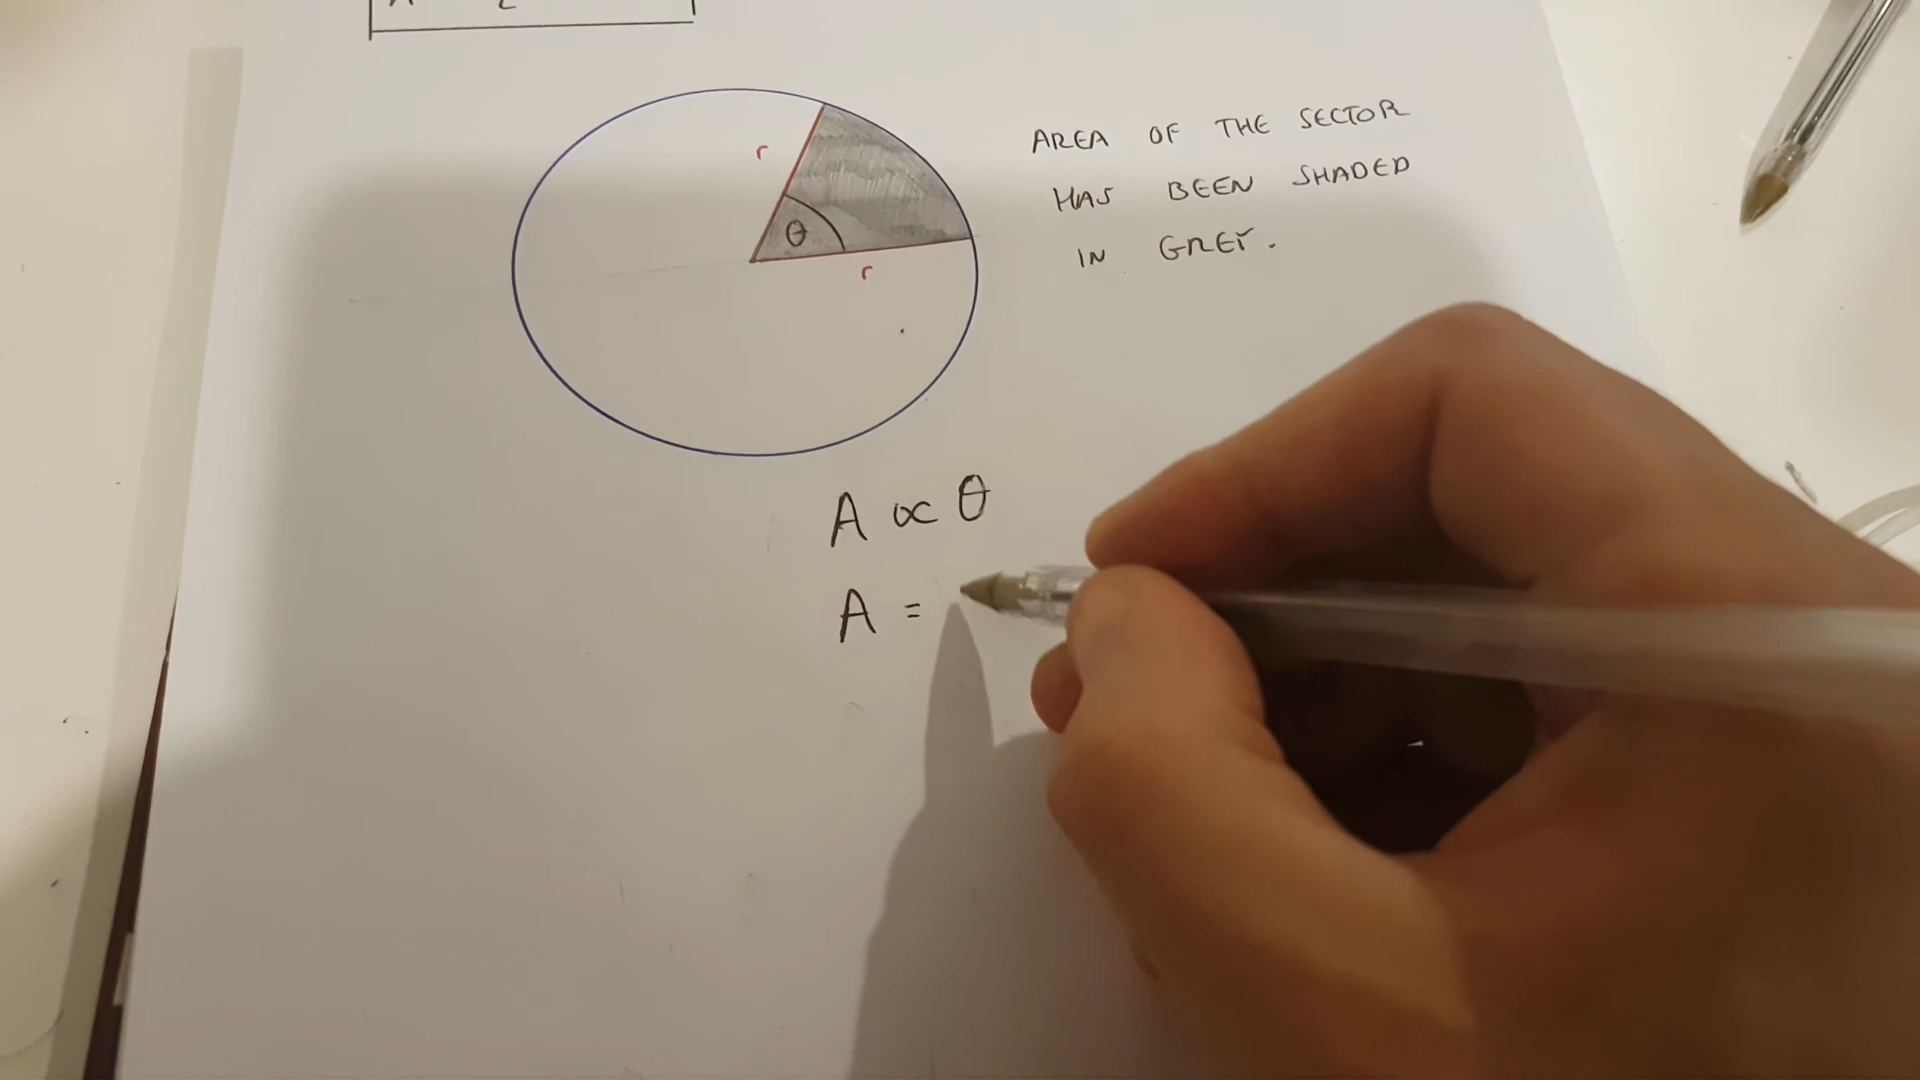 r
θ
r
AREA OF THE SECTOR
HAS BEEN SHADED
IN GREY.
A ∝ θ
A =